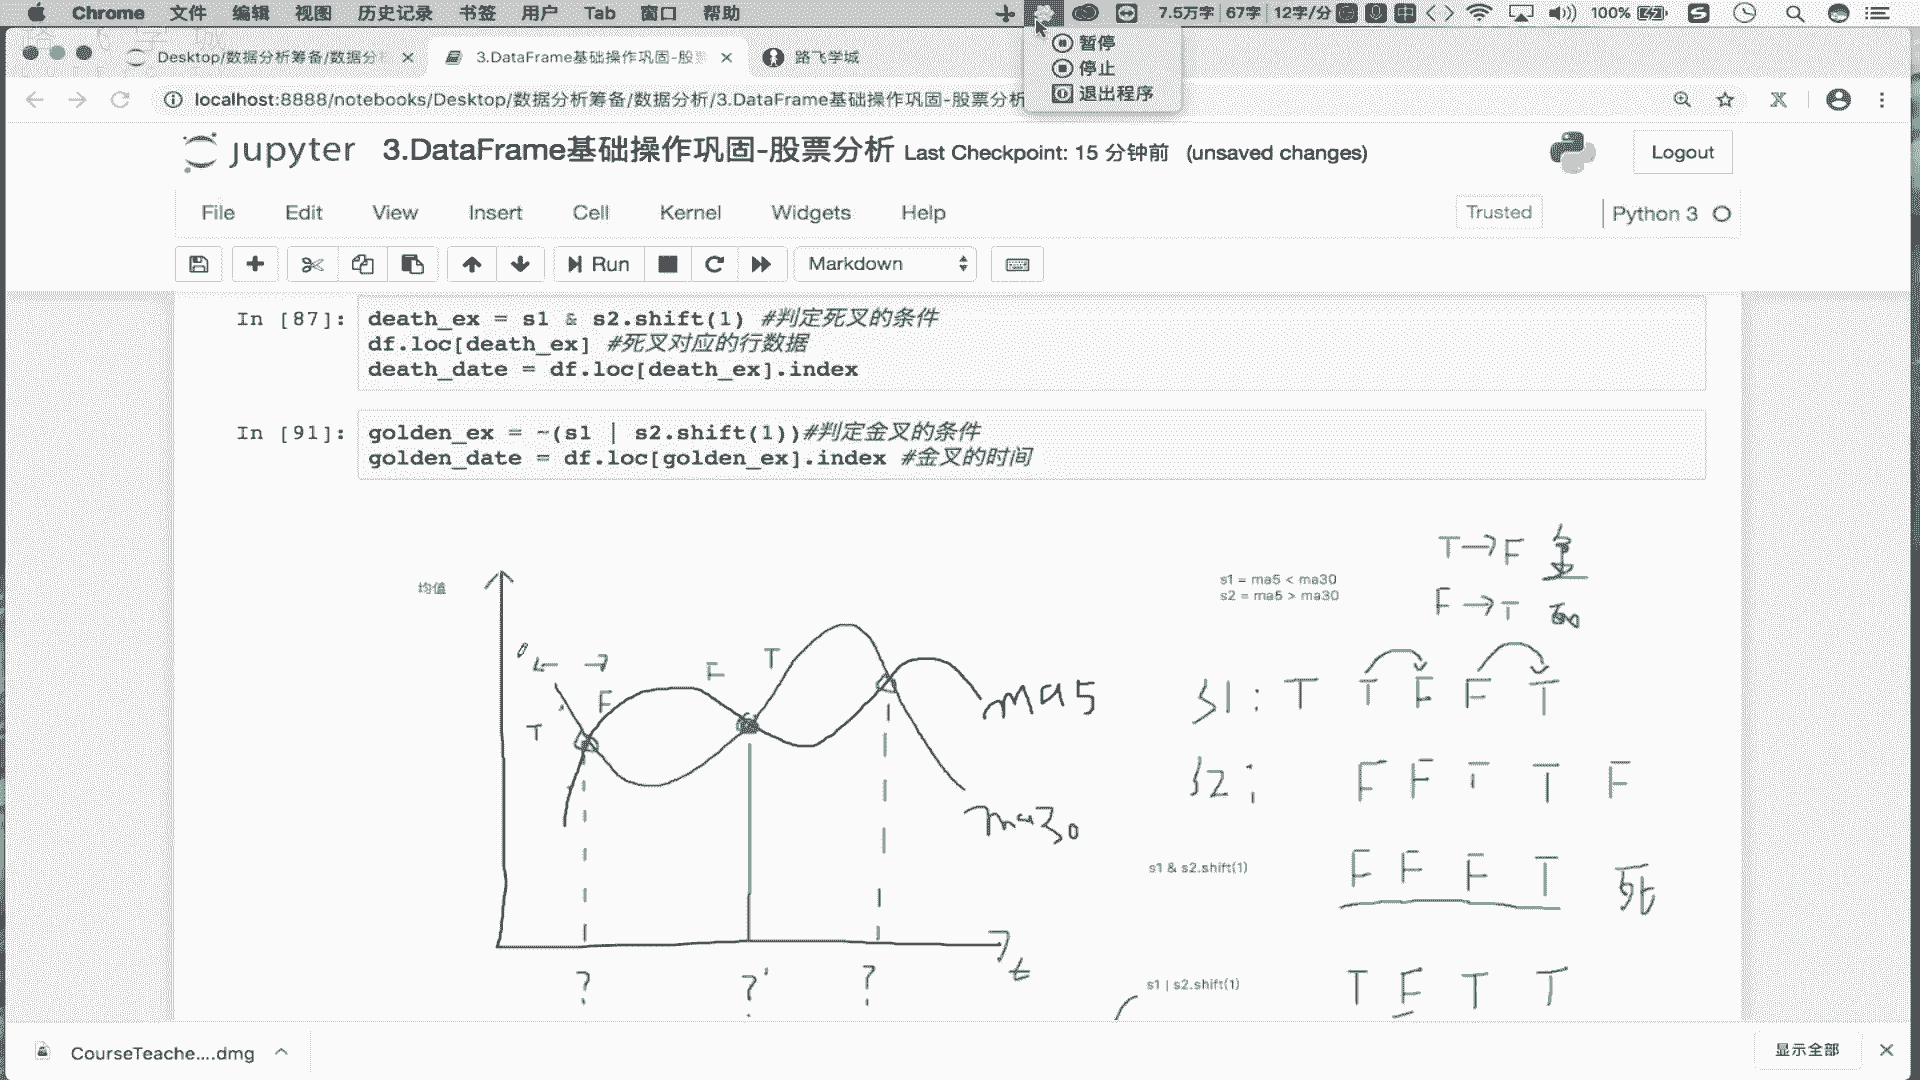 Chrome 文件 编辑 视图 历史记录 书签 用户 Tab 窗口 帮助 7.5万字 67字 12字/分 中 100%
暂停
停止
退出程序
Desktop/数据分析筹备/数据分 3.DataFrame基础操作巩固-股 路飞学城
localhost:8888/notebooks/Desktop/数据分析筹备/数据分析/3.DataFrame基础操作巩固-股票分析
jupyter 3.DataFrame基础操作巩固-股票分析 Last Checkpoint: 15 分钟前 (unsaved changes) Logout
File Edit View Insert Cell Kernel Widgets Help Trusted Python 3
Run Markdown
In [87]: death_ex = s1 & s2.shift(1) #判定死叉的条件
df.loc[death_ex] #死叉对应的行数据
death_date = df.loc[death_ex].index
In [91]: golden_ex = ~(s1 | s2.shift(1))#判定金叉的条件
golden_date = df.loc[golden_ex].index #金叉的时间
T→F 金
均值
s1 = ma5 < ma30
s2 = ma5 > ma30
F→T
T F F T
ma5
S1: T T F F T
S2: F F T T F
ma30
s1 & s2.shift(1) F F F T 死
t
? ?' ?
s1 | s2.shift(1) T F T T
CourseTeache....dmg 显示全部